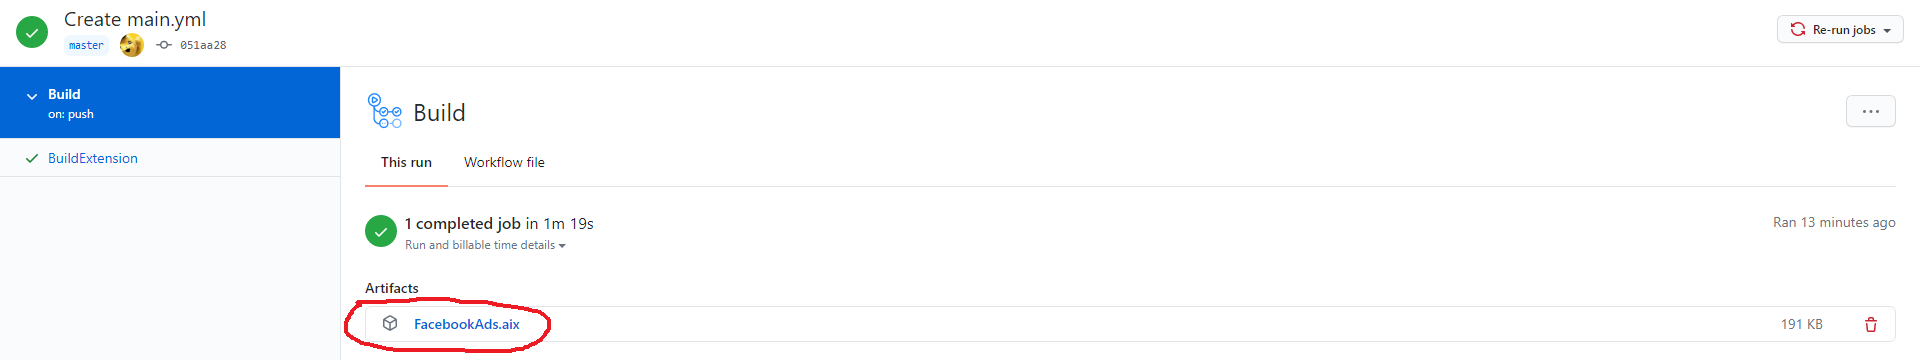 Create main.yml
master 051aa28
Re-run jobs
Build
on: push
BuildExtension
Build
This run Workflow file
1 completed job in 1m 19s
Ran 13 minutes ago
Run and billable time details
Artifacts
FacebookAds.aix 191 KB